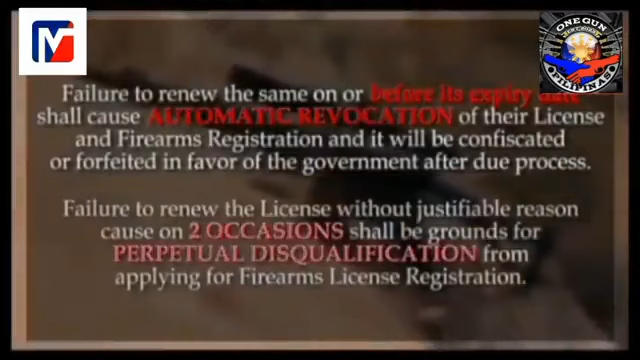 ONE GUN
PILIPINAS
Failure to renew the same on or before its expiry date
shall cause AUTOMATIC REVOCATION of their License
and Firearms Registration and it will be confiscated
or forfeited in favor of the government after due process.
Failure to renew the License without justifiable reason
cause on 2 OCCASIONS shall be grounds for
PERPETUAL DISQUALIFICATION from
applying for Firearms License Registration.